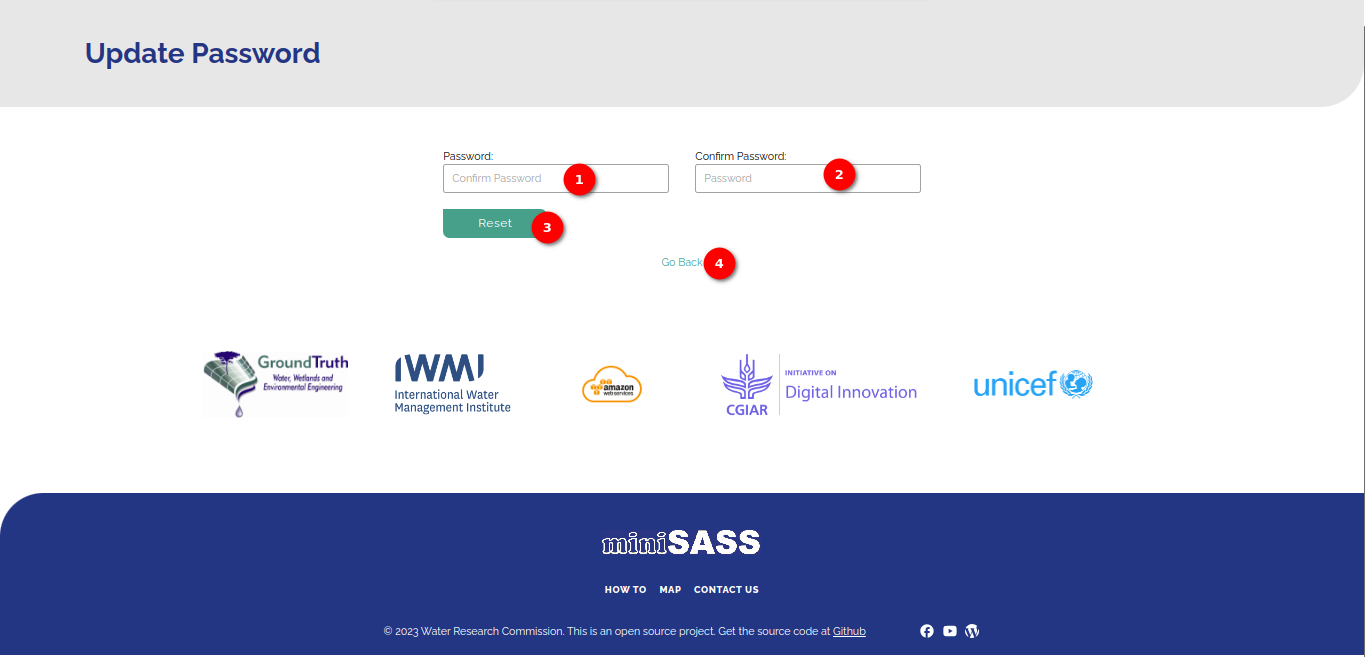 Update Password
Password:
Confirm Password:
Confirm Password
1
Password
2
Reset
3
Go Back
4
GroundTruth
Water, Wetlands and
Environmental Engineering
IWMI
International Water
Management Institute
amazon
webservices
CGIAR
INITIATIVE ON
Digital Innovation
unicef
miniSASS
HOW TO
MAP
CONTACT US
© 2023 Water Research Commission. This is an open source project. Get the source code at Github